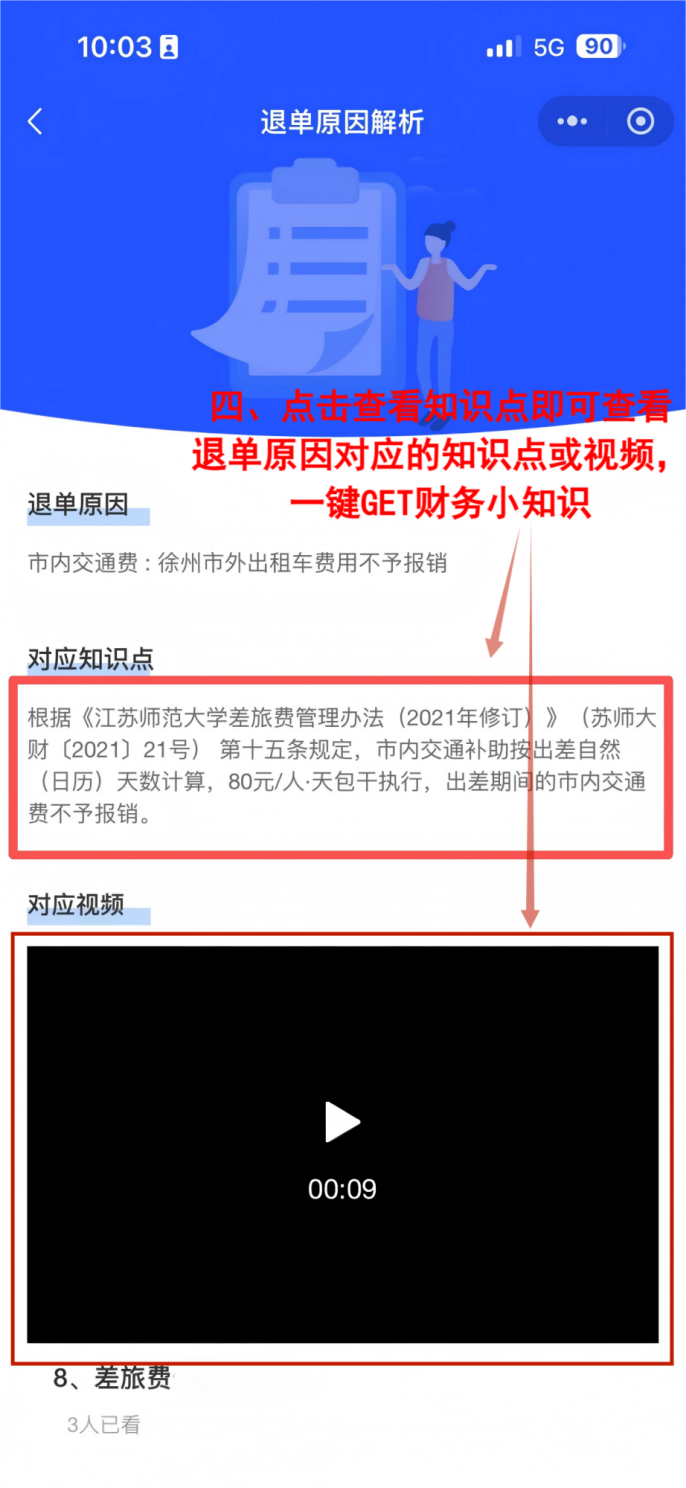 10:03
5G 90
退单原因解析
四、点击查看知识点即可查看
退单原因对应的知识点或视频，
一键GET财务小知识
退单原因
市内交通费：徐州市外出租车费用不予报销
对应知识点
根据《江苏师范大学差旅费管理办法（2021年修订）》（苏师大
财〔2021〕21号） 第十五条规定，市内交通补助按出差自然
（日历）天数计算，80元/人·天包干执行，出差期间的市内交通
费不予报销。
对应视频
00:09
8、差旅费
3人已看